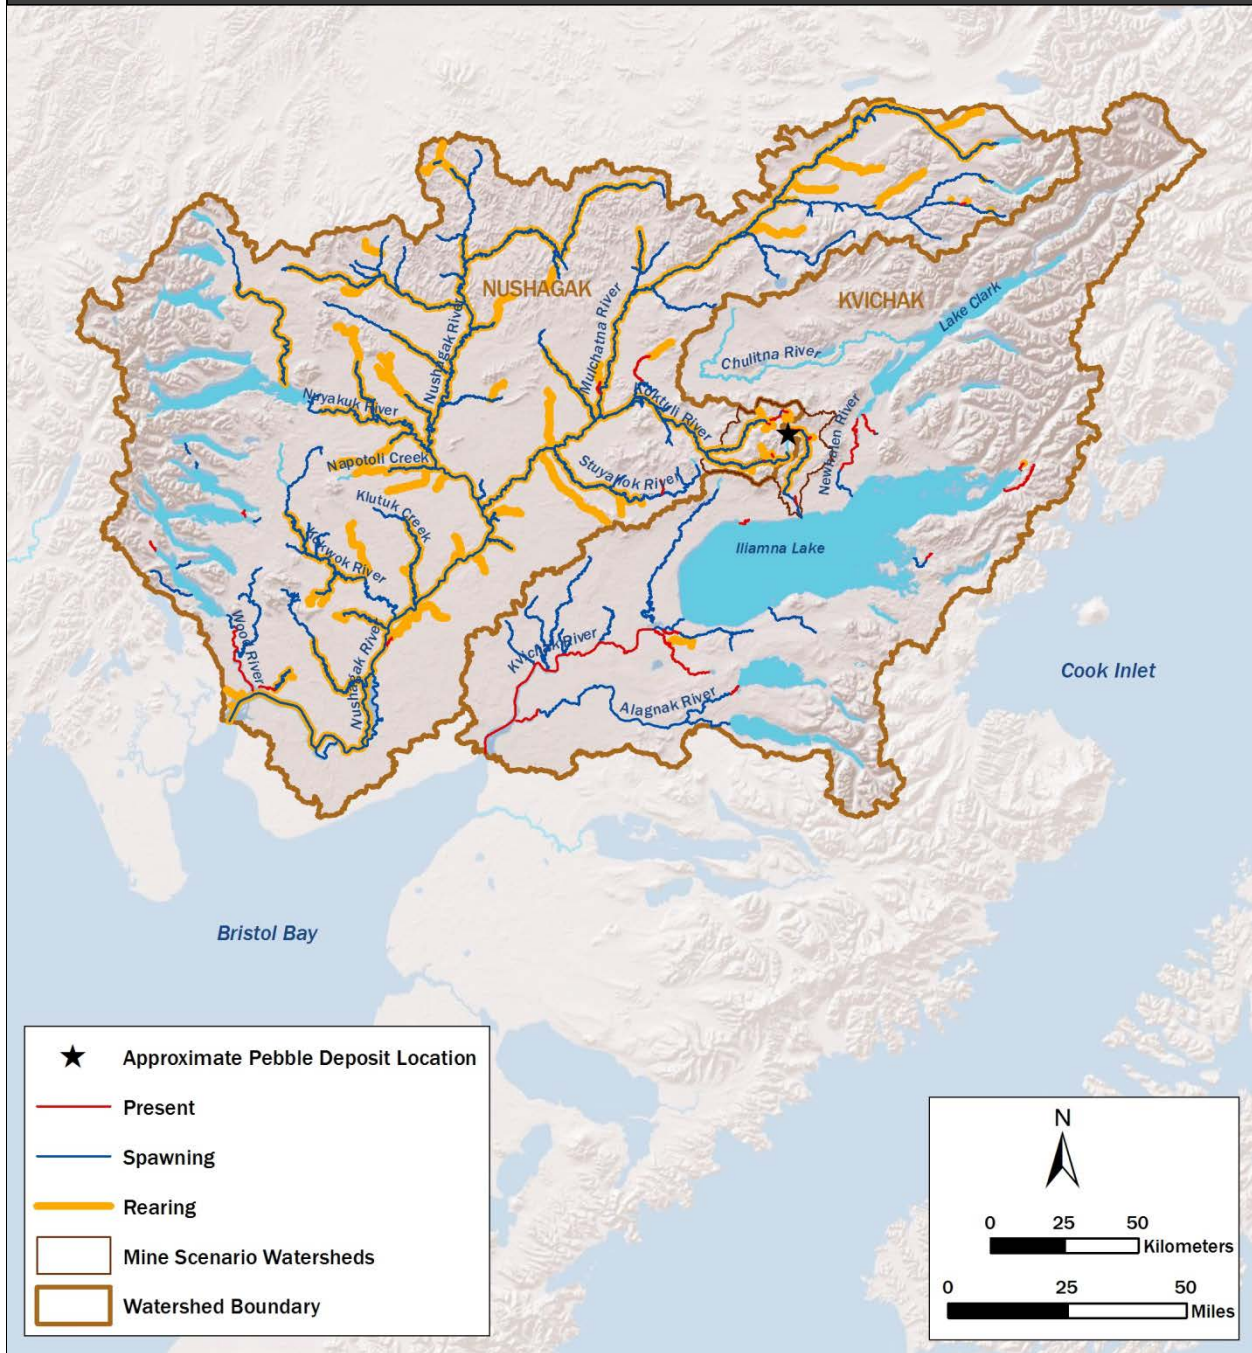 NUSHAGAK
KVICHAK
Lake Clark
Chulitna River
Nushagak River
Mulchatna River
Nuyakuk River
Koktuli River
Newhalen River
Napotoli Creek
Stuyahok River
Klutuk Creek
Kokwok River
Iliamna Lake
Wood River
Nushagak River
Kvichak River
Alagnak River
Cook Inlet
Bristol Bay
Approximate Pebble Deposit Location
Present
Spawning
Rearing
Mine Scenario Watersheds
Watershed Boundary
N
0 25 50
Kilometers
0 25 50
Miles